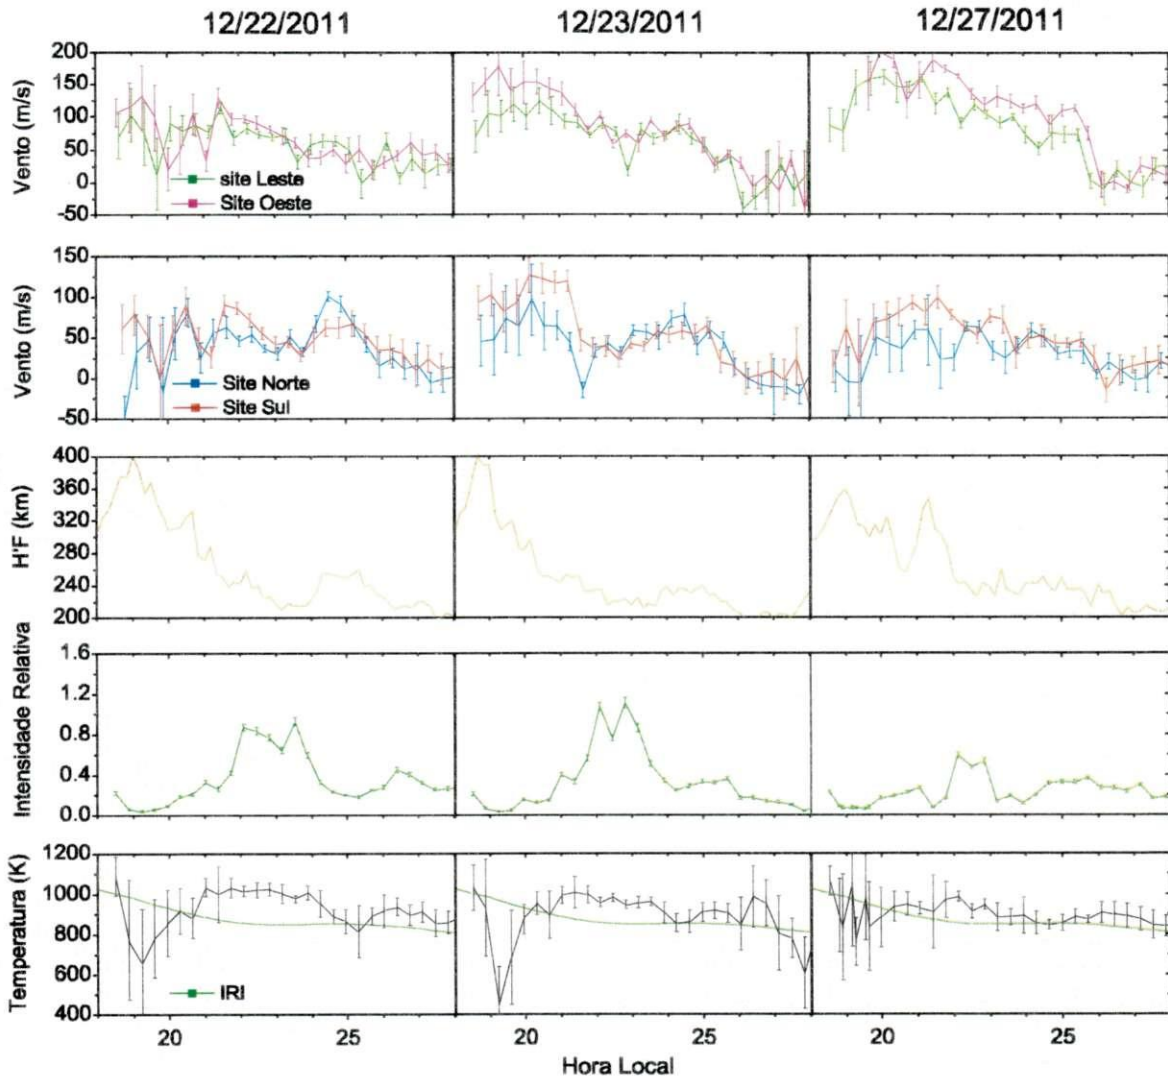 12/22/2011 12/23/2011 12/27/2011
Vento (m/s)
200
150
100
50
0
-50
site Leste
Site Oeste
Vento (m/s)
150
100
50
0
-50
Site Norte
Site Sul
H'F (km)
400
360
320
280
240
200
Intensidade Relativa
1.6
1.2
0.8
0.4
0.0
Temperatura (K)
1200
1000
800
600
400
IRI
20 25 20 25 20 25
Hora Local